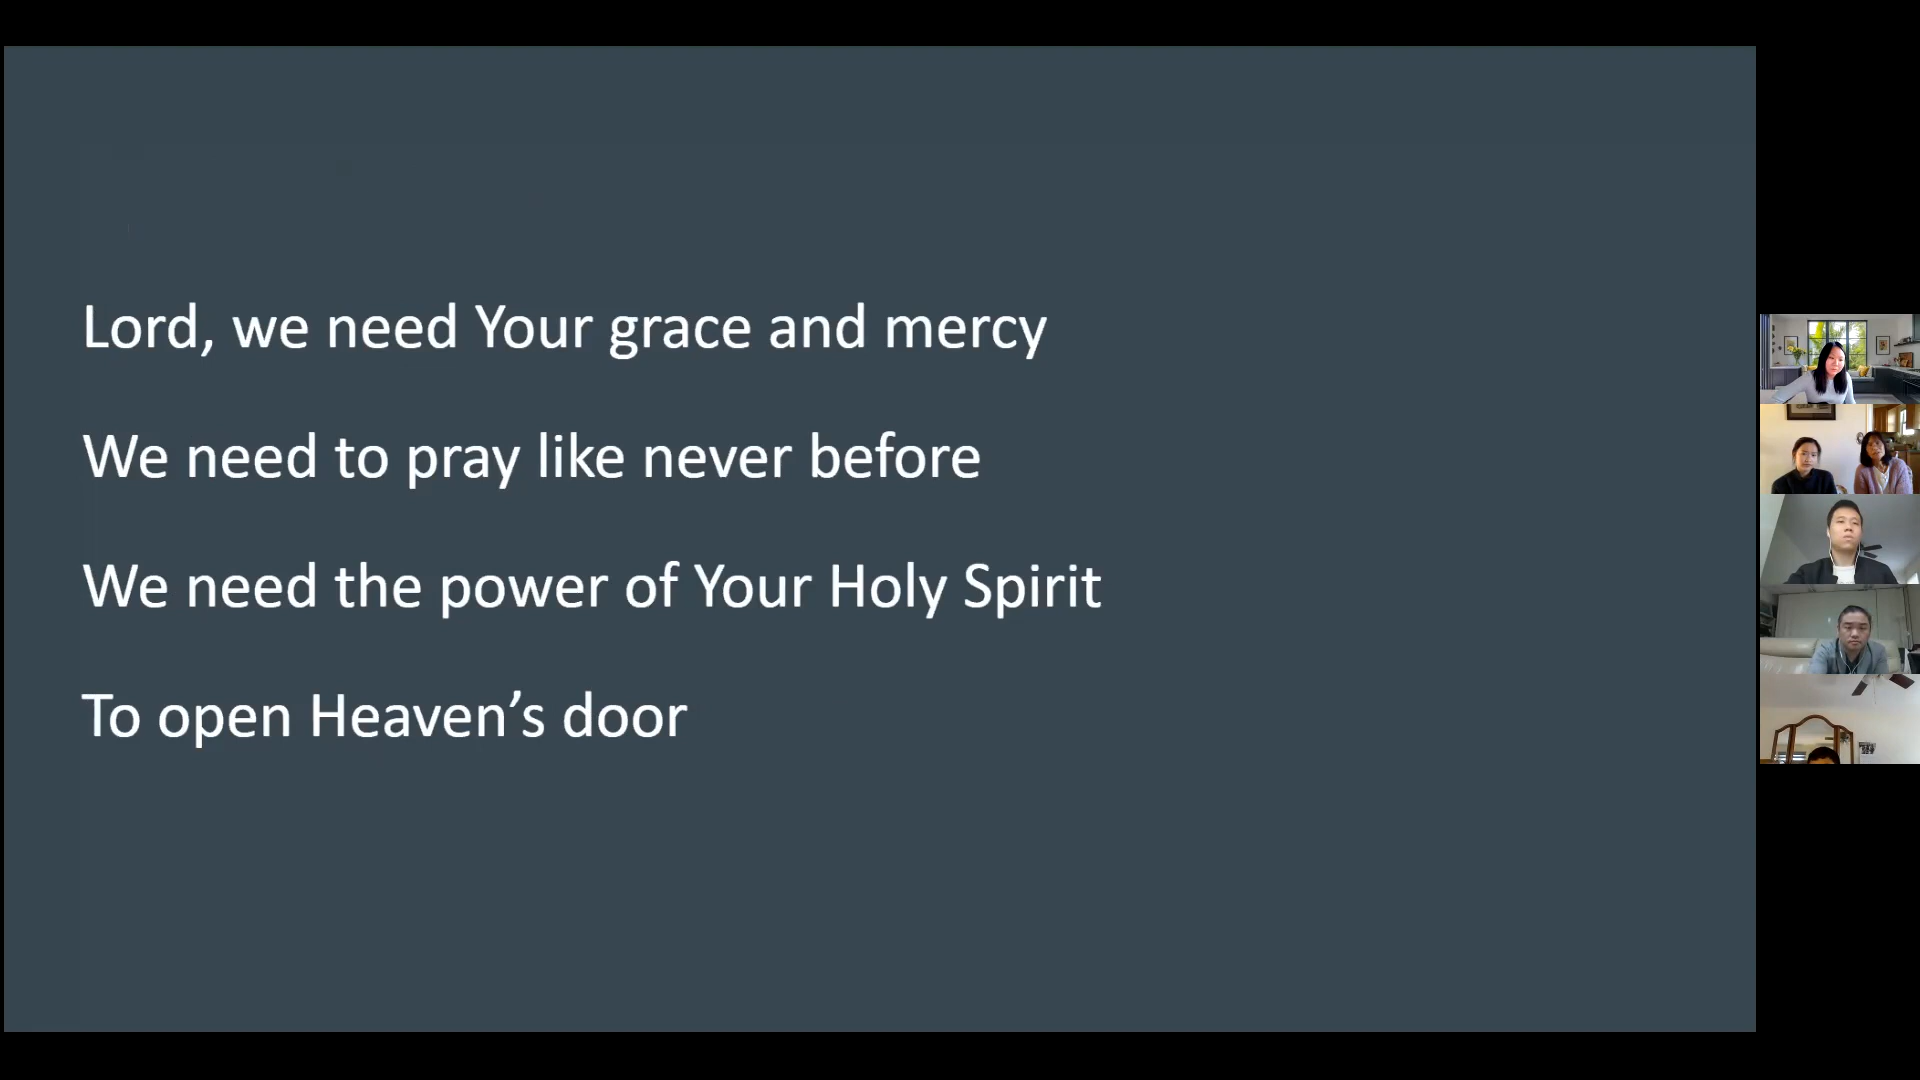 Lord, we need Your grace and mercy
We need to pray like never before
We need the power of Your Holy Spirit
To open Heaven’s door